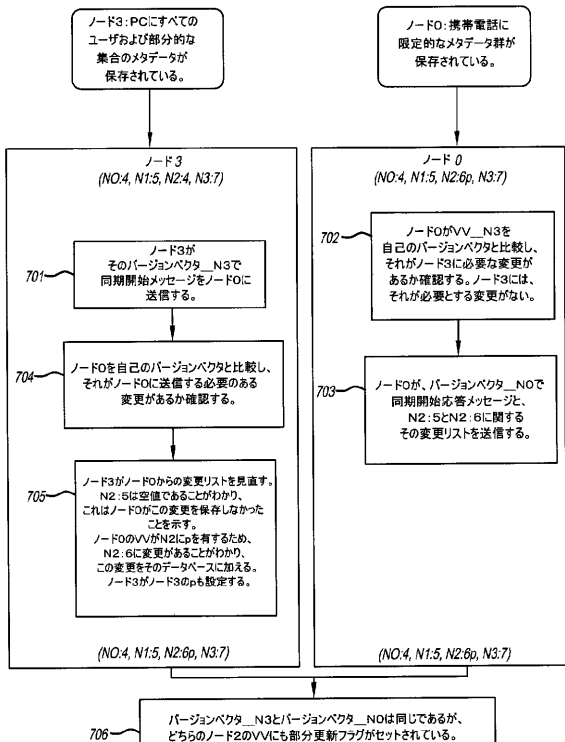 ノード3:PCにすべての
ユーザおよび部分的な
集合のメタデータが
保存されている。
ノード0:携帯電話に
限定的なメタデータ群が
保存されている。
ノード3
(NO:4, N1:5, N2:4, N3:7)
701
ノード3が
そのバージョンベクタ__N3で
同期開始メッセージをノード0に
送信する。
704
ノード0を自己のバージョンベクタと比較し、
それがノード0に送信する必要のある
変更があるか確認する。
705
ノード3がノード0からの変更リストを見直す。
N2:5は空値であることがわかり、
これはノード0がこの変更を保存しなかった
ことを示す。
ノード0のVVがN2にpを有するため、
N2:6に変更があることがわかり、
この変更をそのデータベースに加える。
ノード3がノード3のpも設定する。
(NO:4, N1:5, N2:6p, N3:7)
ノード0
(NO:4, N1:5, N2:6p, N3:7)
702
ノード0がVV__N3を
自己のバージョンベクタと比較し、
それがノード3に必要な変更が
あるか確認する。ノード3には、
それが必要とする変更がない。
703
ノード0が、バージョンベクタ__N0で
同期開始応答メッセージと、
N2:5とN2:6に関する
その変更リストを送信する。
(NO:4, N1:5, N2:6p, N3:7)
706
バージョンベクタ__N3とバージョンベクタ__N0は同じであるが、
どちらのノード2のVVにも部分更新フラグがセットされている。